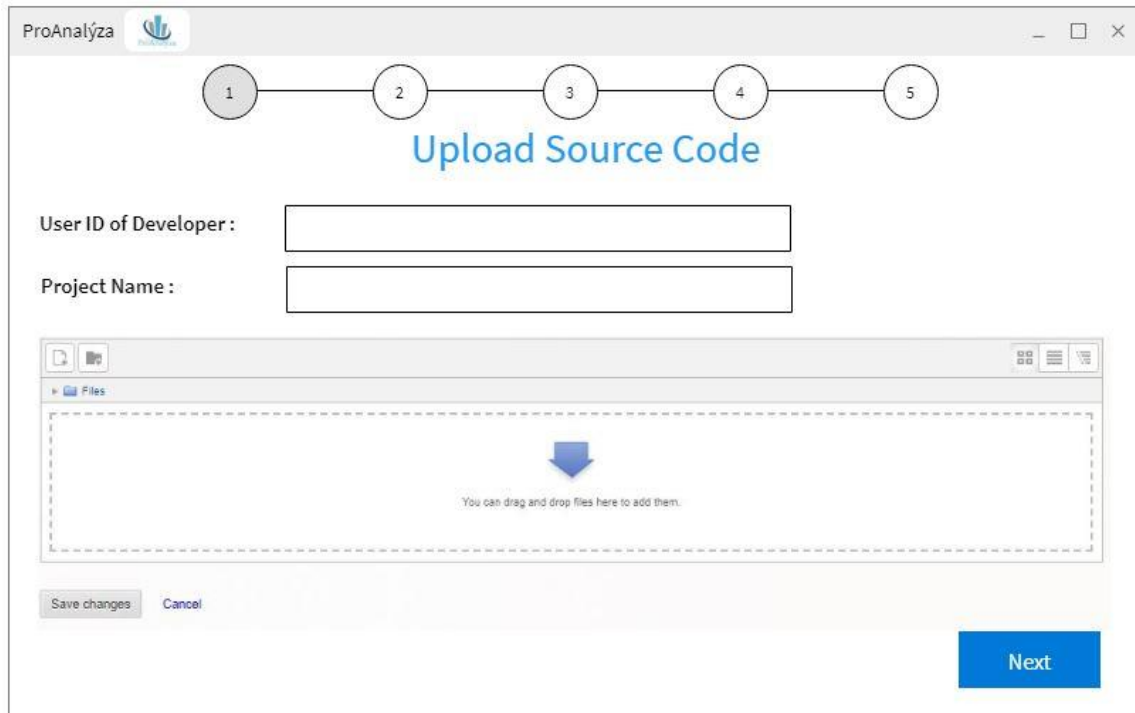 ProAnalýza
1 2 3 4 5
Upload Source Code
User ID of Developer :
Project Name :
Files
You can drag and drop files here to add them.
Save changes Cancel
Next